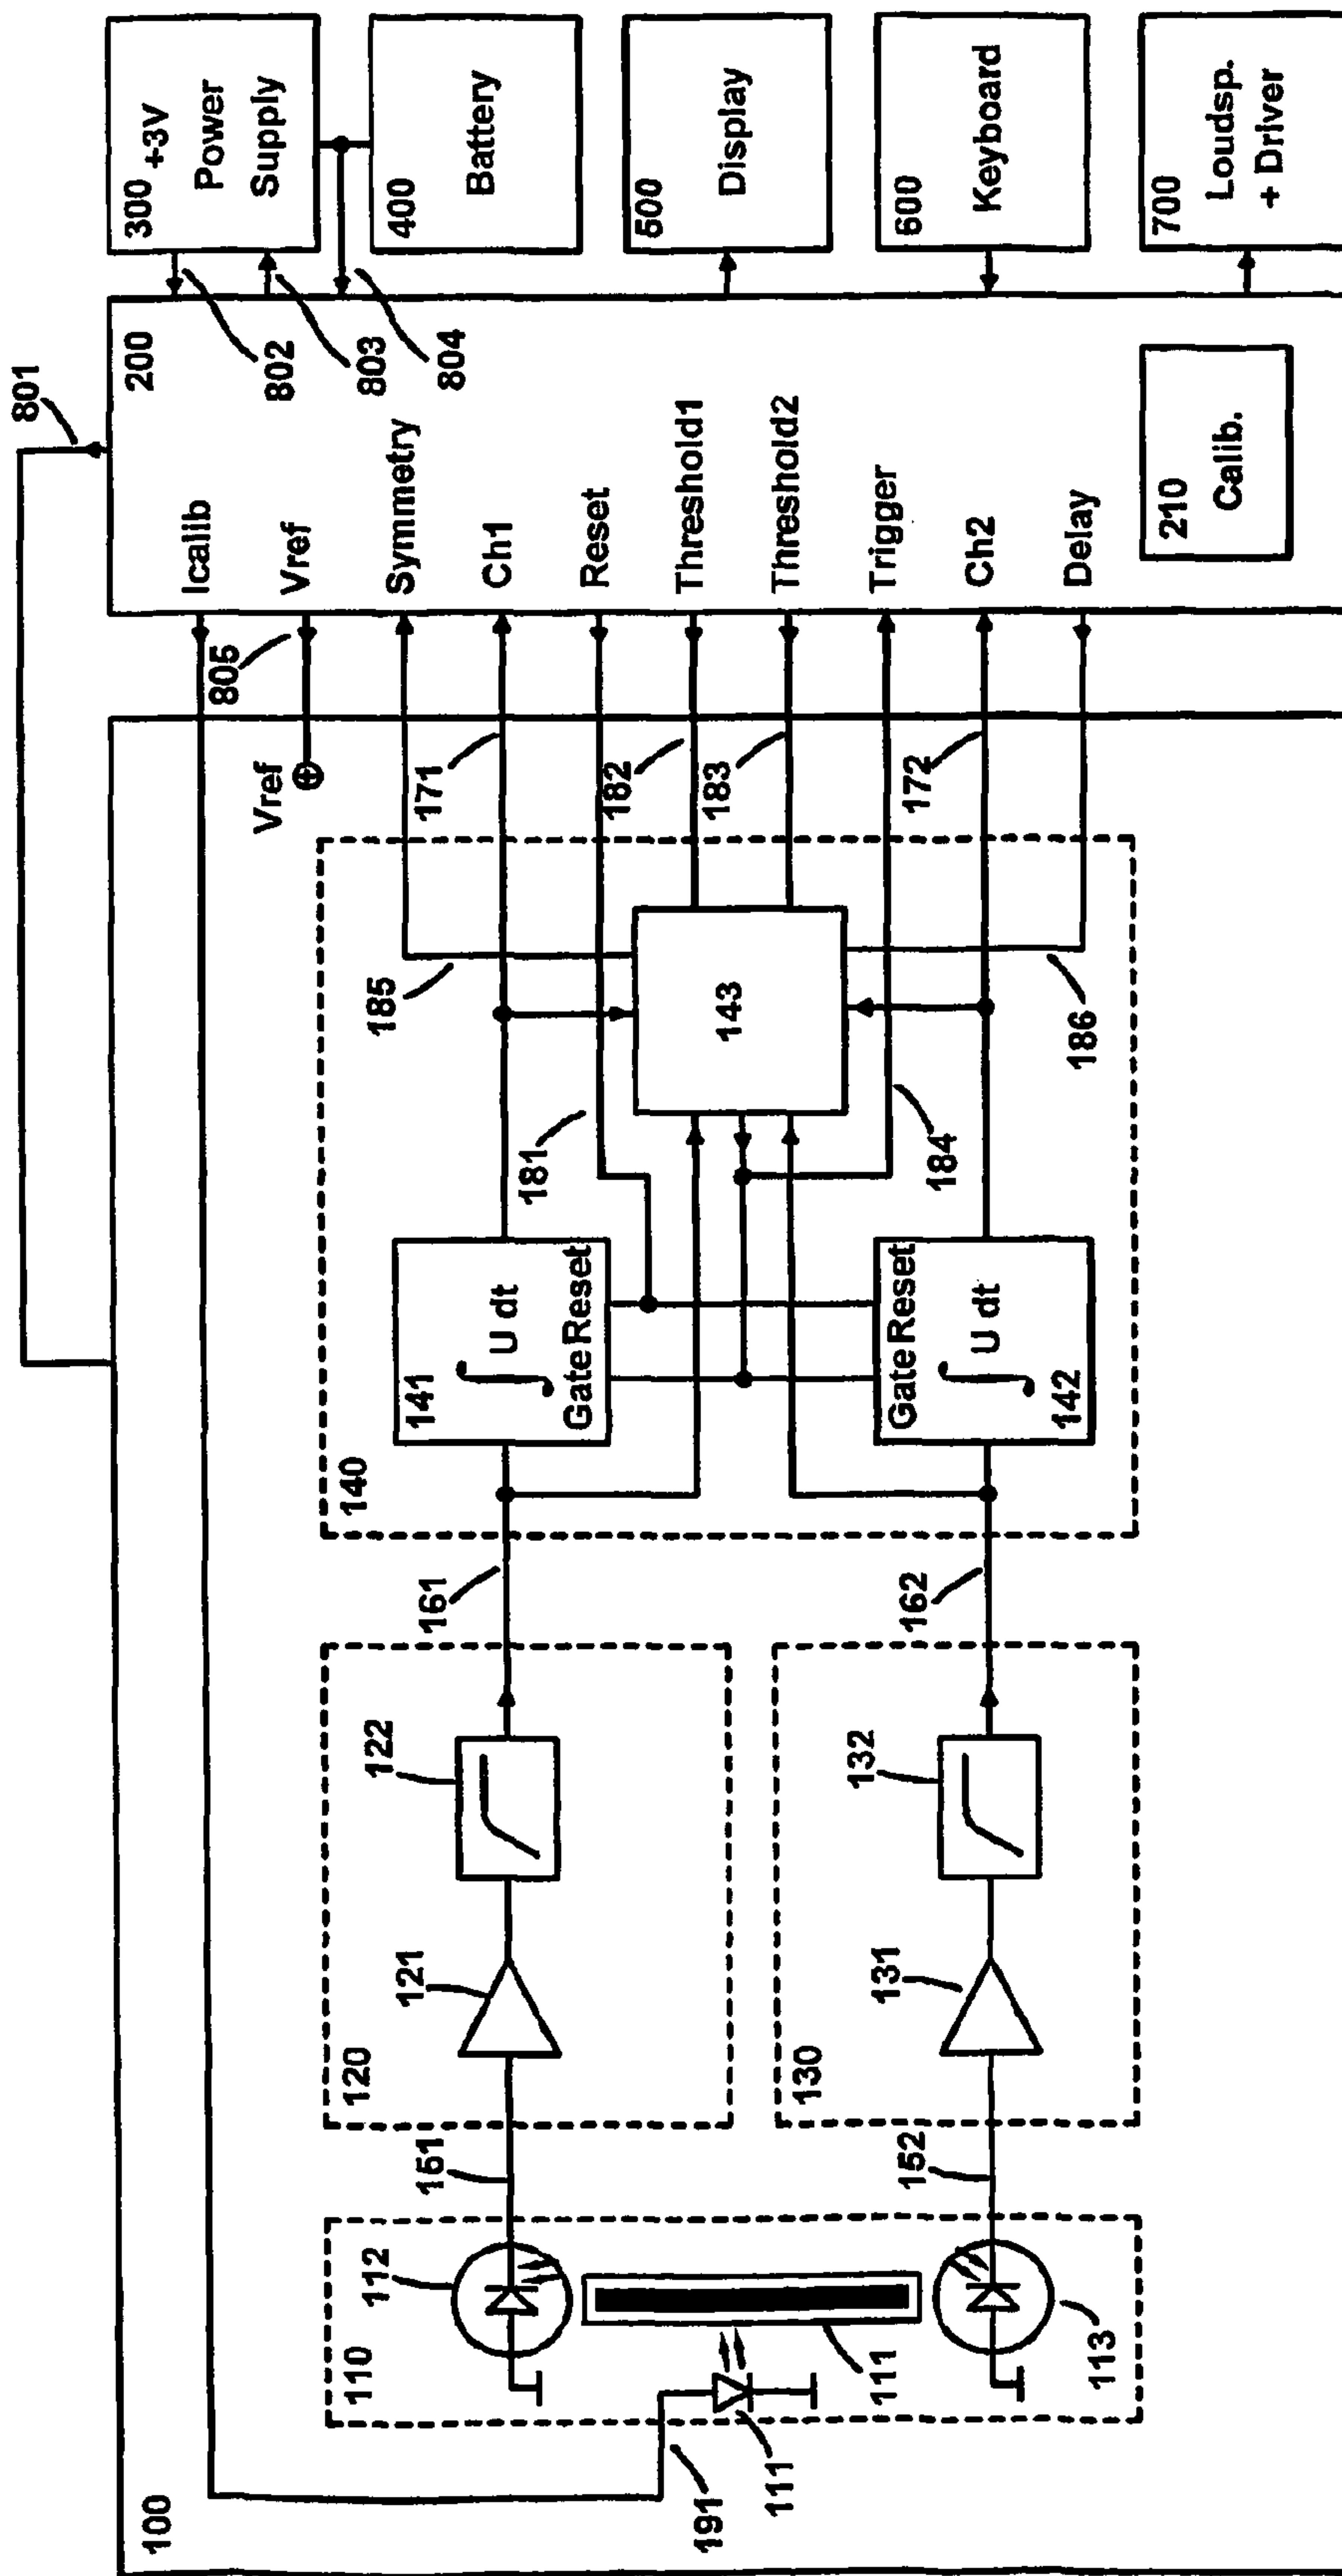 801
300
+3V
Power
Supply
400
Battery
500
Display
600
Keyboard
700
Loudsp.
+ Driver
802
803
804
200
Icalib
Vref
Symmetry
Ch1
Reset
Threshold1
Threshold2
Trigger
Ch2
Delay
210
Calib.
805
Vref
171
182
183
172
185
143
186
181
184
140
141
∫ U dt
Gate Reset
142
∫ U dt
Gate Reset
161
162
120
121
122
130
131
132
151
152
110
112
111
113
111
191
100